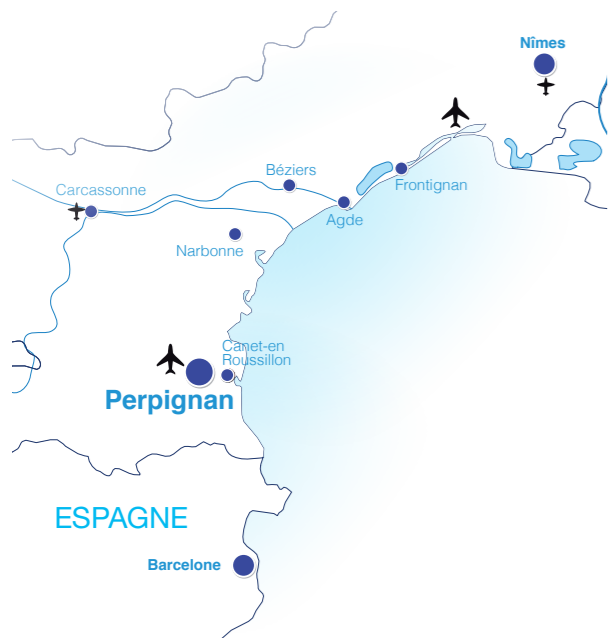 Nîmes
Béziers
Carcassonne
Frontignan
Agde
Narbonne
Canet-en
Roussillon
Perpignan
ESPAGNE
Barcelone